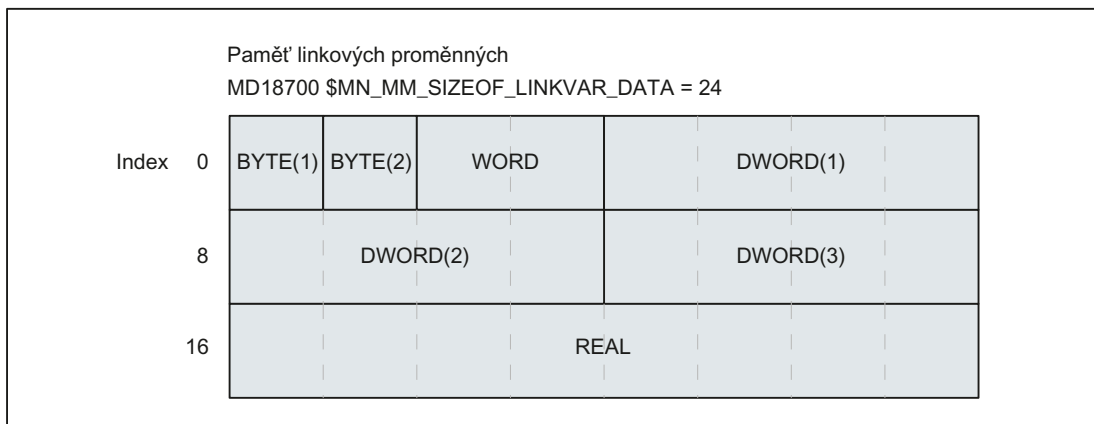 Paměť linkových proměnných
MD18700 $MN_MM_SIZEOF_LINKVAR_DATA = 24
Index 0 BYTE(1) BYTE(2) WORD DWORD(1)
8 DWORD(2) DWORD(3)
16 REAL